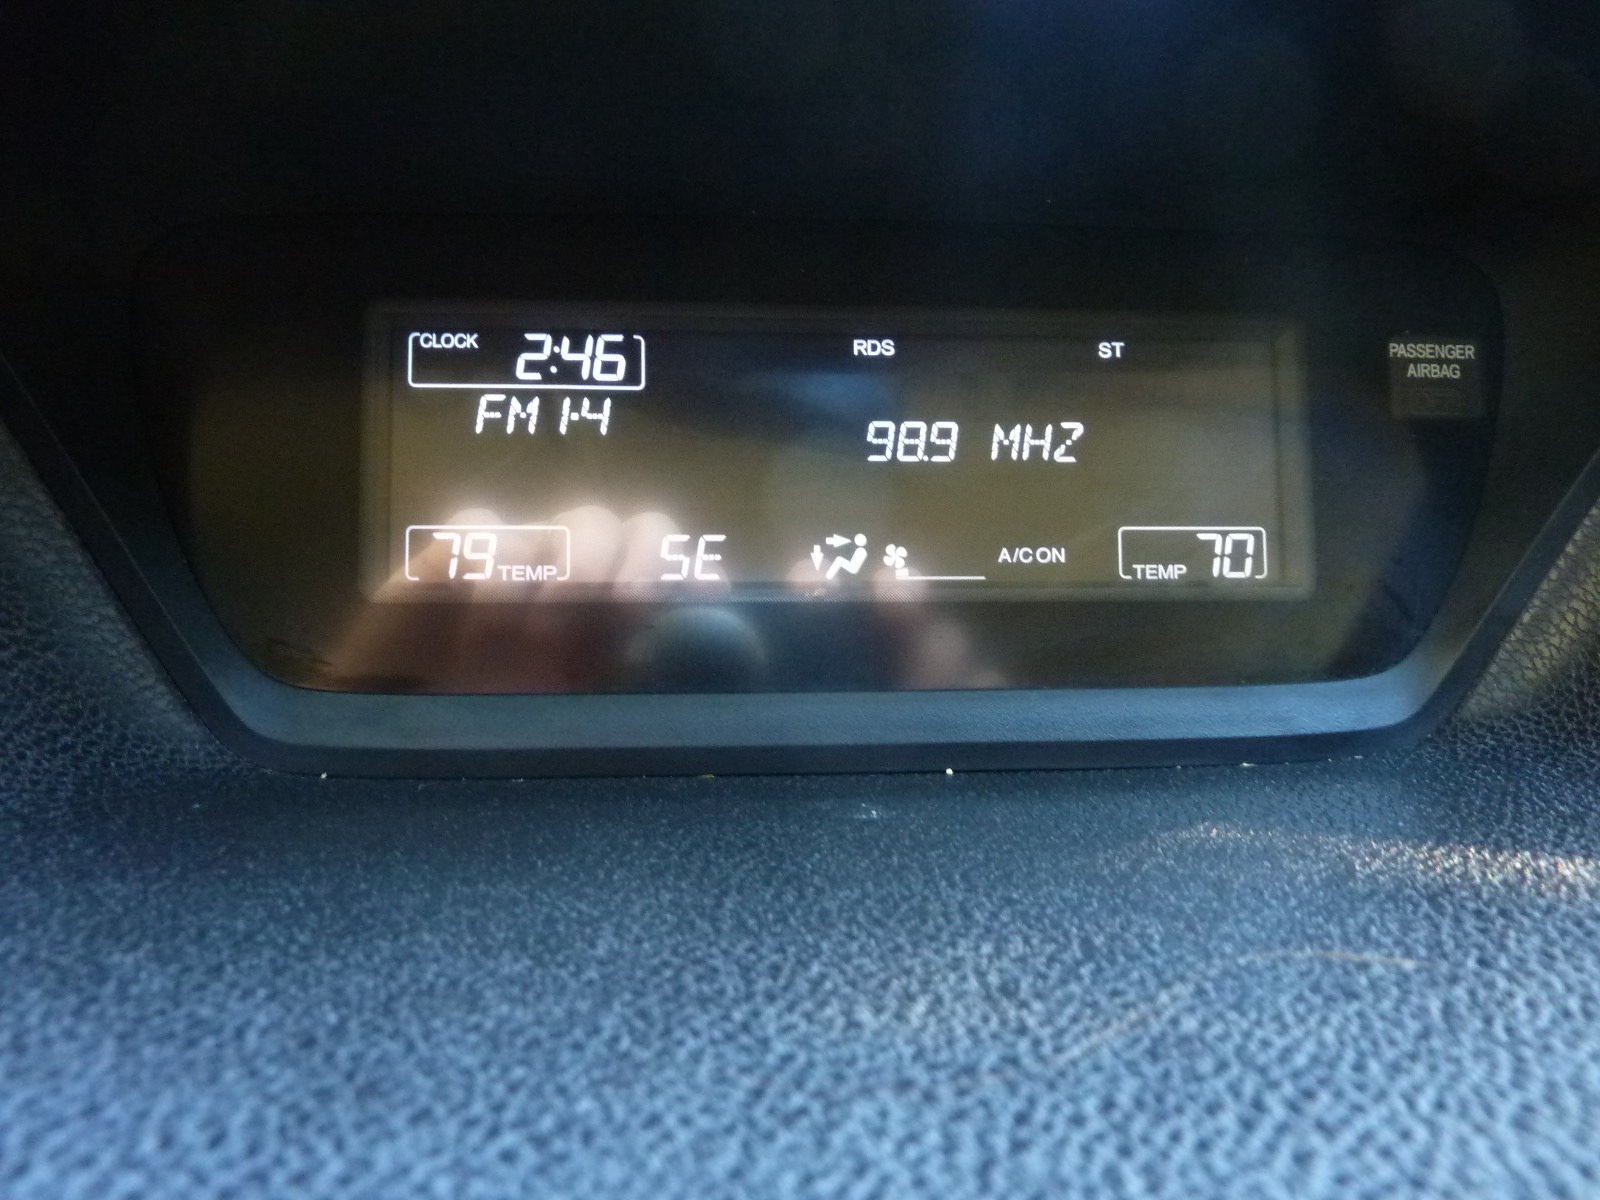 CLOCK 2:46 RDS ST
PASSENGER
AIRBAG
FM 1-4
98.9 MHZ
79 TEMP SE A/C ON TEMP 70